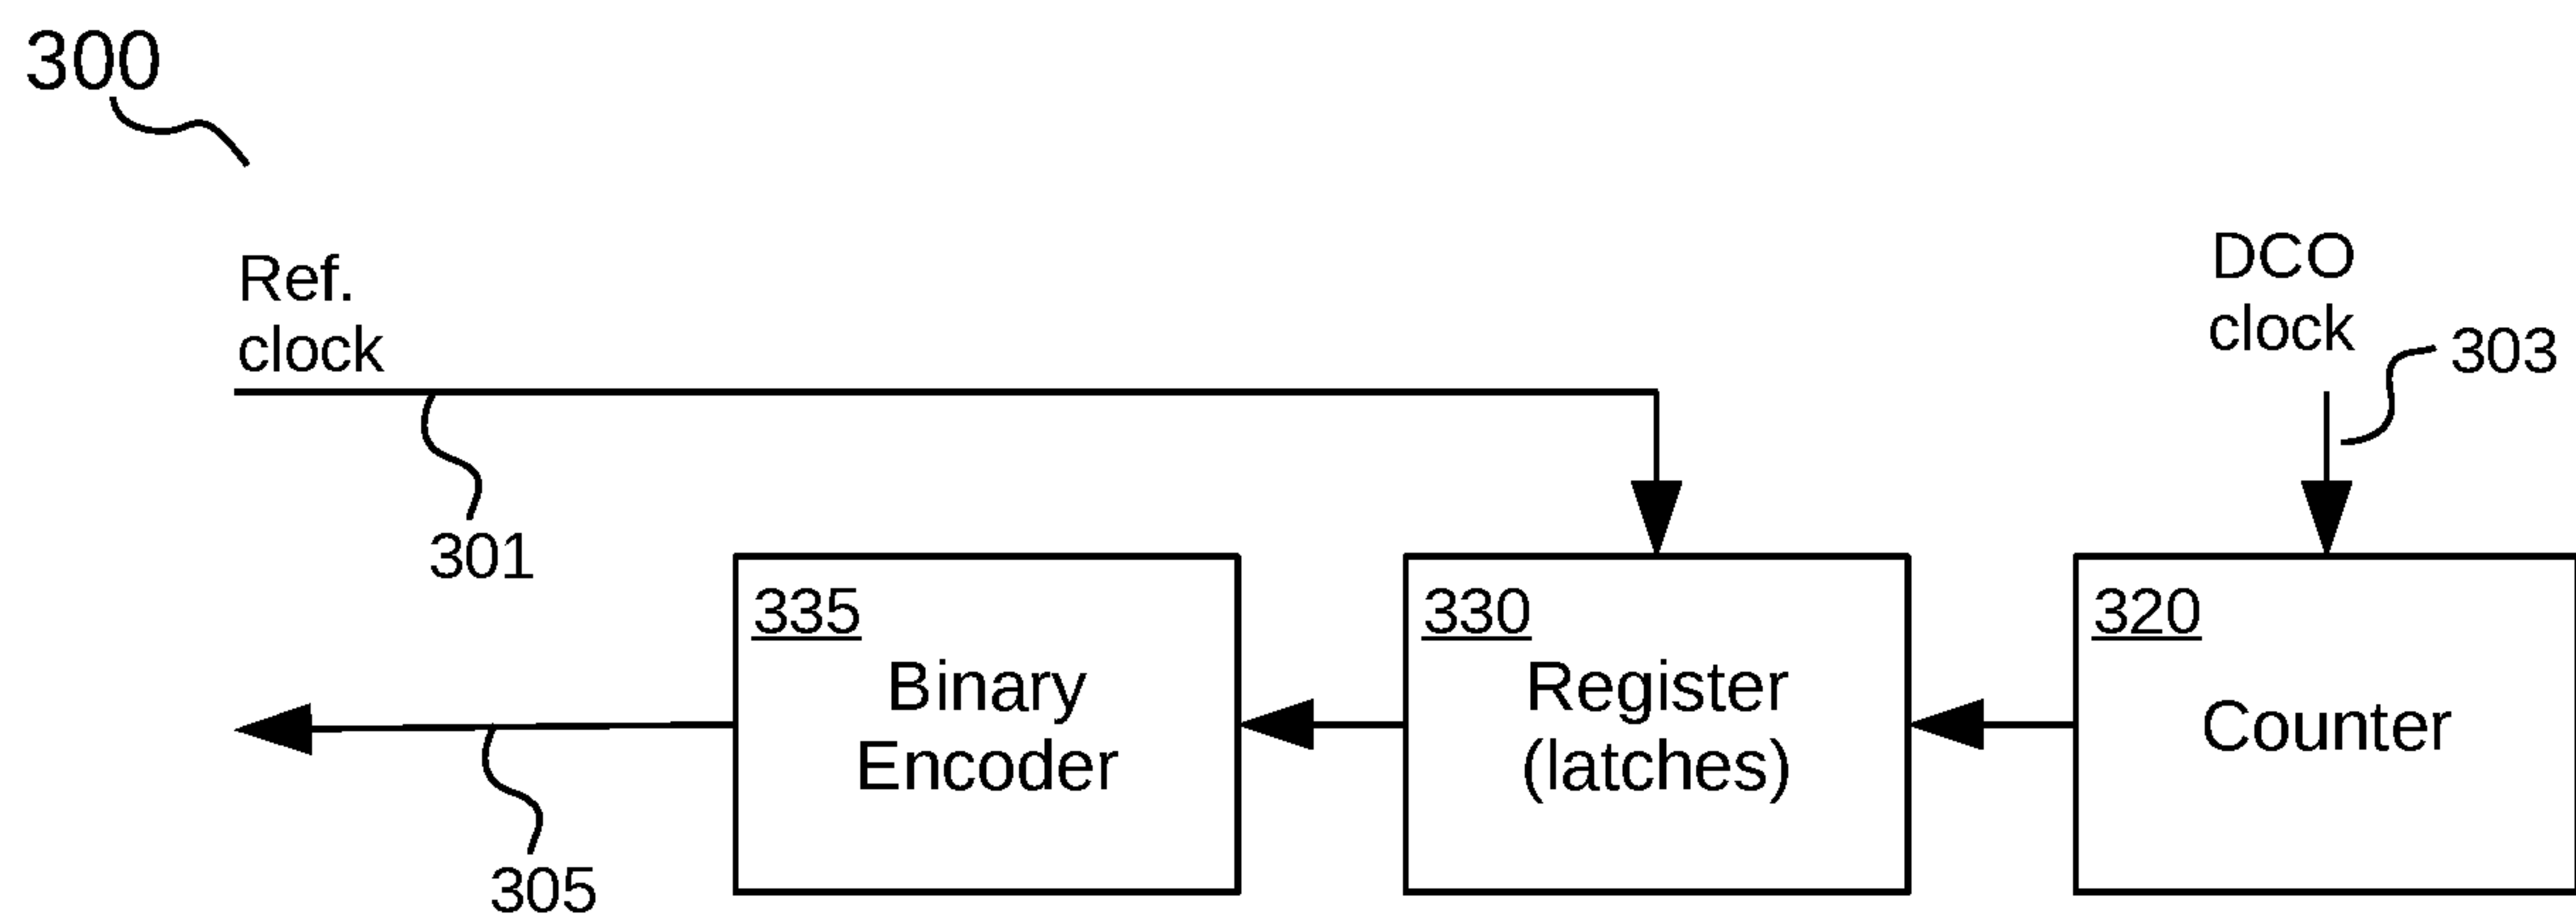 300
Ref.
clock
DCO
clock
303
301
335
Binary
Encoder
330
Register
(latches)
320
Counter
305